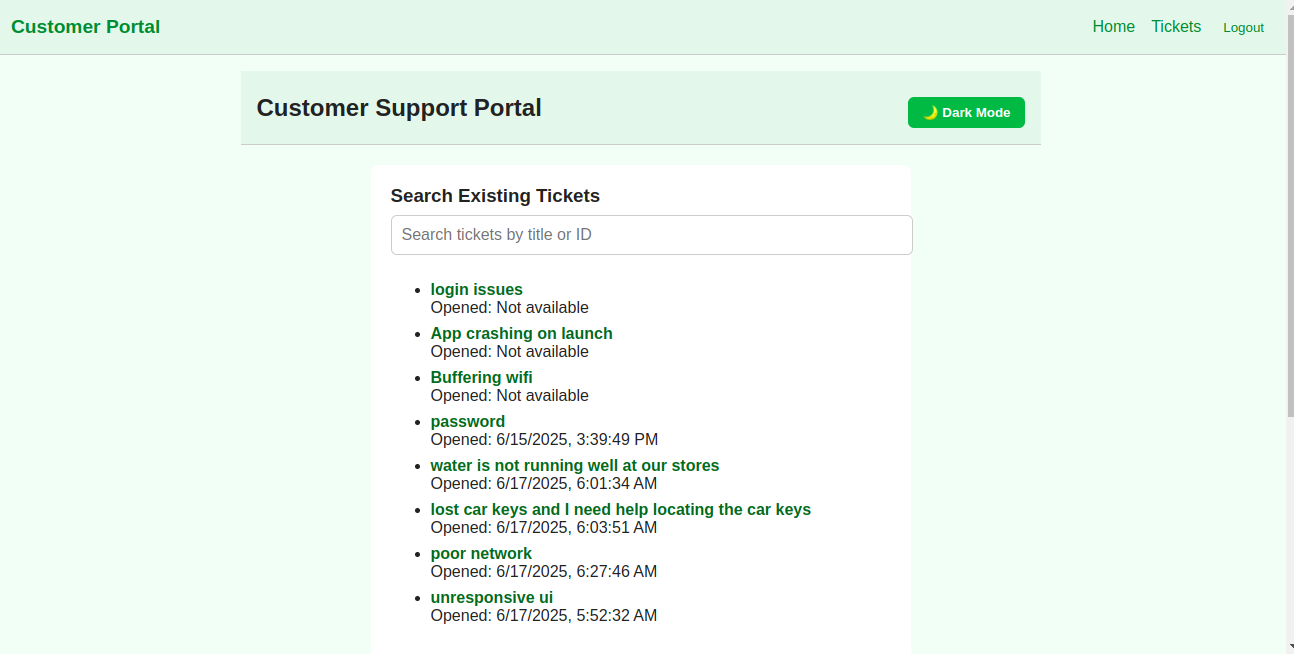 Customer Portal
Home Tickets Logout
Customer Support Portal
🌙 Dark Mode
Search Existing Tickets
Search tickets by title or ID
login issues
Opened: Not available
App crashing on launch
Opened: Not available
Buffering wifi
Opened: Not available
password
Opened: 6/15/2025, 3:39:49 PM
water is not running well at our stores
Opened: 6/17/2025, 6:01:34 AM
lost car keys and I need help locating the car keys
Opened: 6/17/2025, 6:03:51 AM
poor network
Opened: 6/17/2025, 6:27:46 AM
unresponsive ui
Opened: 6/17/2025, 5:52:32 AM